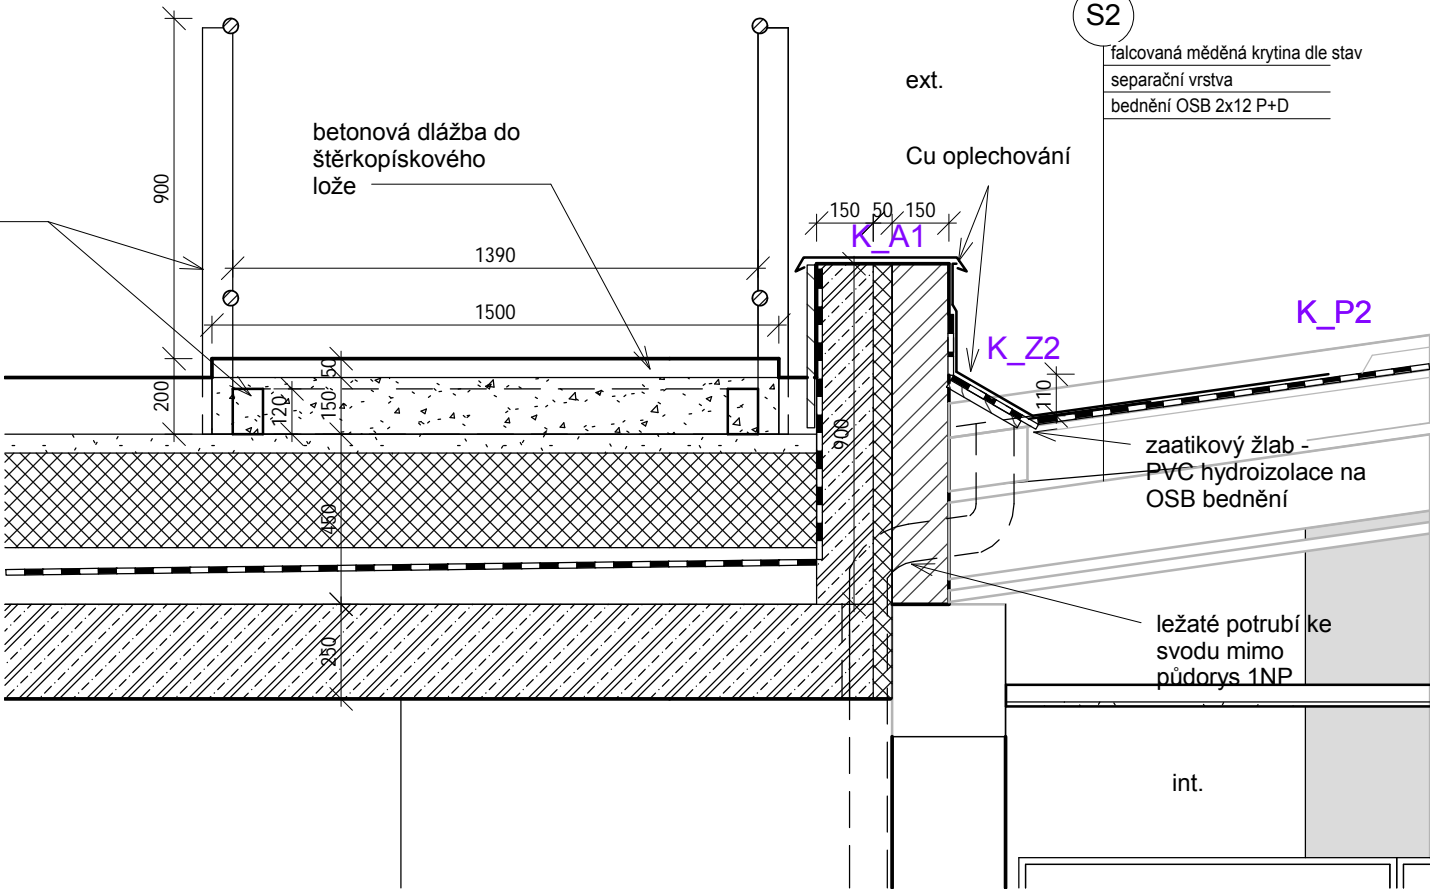 S2
falcovaná měděná krytina dle stav
separační vrstva
bednění OSB 2x12 P+D
ext.
betonová dlážba do
štěrkopískového
lože
Cu oplechování
900
150 50 150
K_A1
1390
1500
K_P2
K_Z2
50
200
120
150
110
900
zaatikový žlab -
PVC hydroizolace na
OSB bednění
450
250
ležaté potrubí ke
svodu mimo
půdorys 1NP
int.